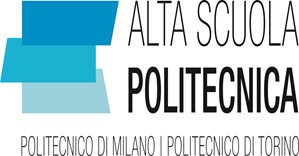 ALTA SCUOLA
POLITECNICA
POLITECNICO DI MILANO | POLITECNICO DI TORINO